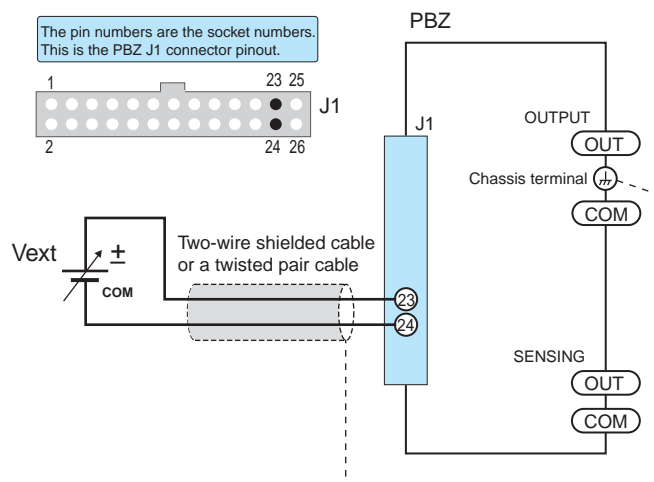 PBZ
The pin numbers are the socket numbers.
This is the PBZ J1 connector pinout.
1 23 25
J1
2 24 26
J1
OUTPUT
OUT
Chassis terminal
COM
Vext
±
COM
Two-wire shielded cable
or a twisted pair cable
23
24
SENSING
OUT
COM